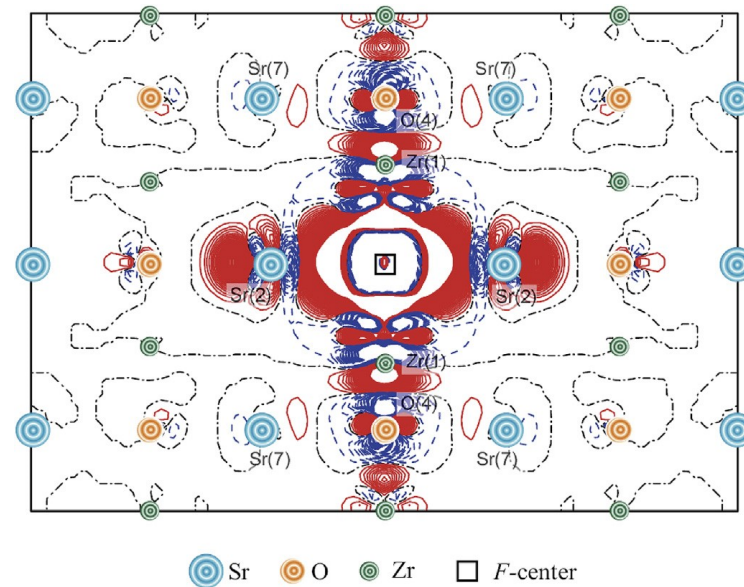 Sr(7) Sr(7)
O(4)
Zr(1)
Sr(2) Sr(2)
Zr(1)
O(4)
Sr(7) Sr(7)
Sr O Zr F-center